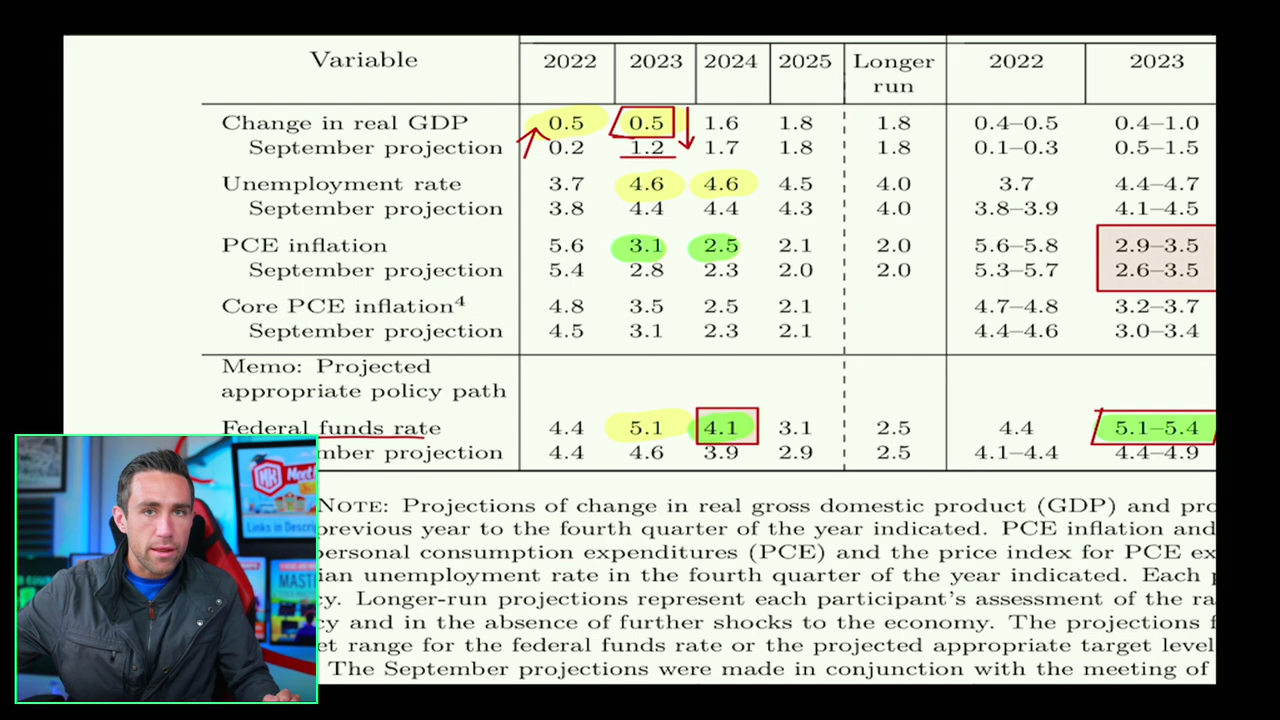 Variable 2022 2023 2024 2025 Longer run 2022 2023
Change in real GDP 0.5 0.5 1.6 1.8 1.8 0.4–0.5 0.4–1.0
September projection 0.2 1.2 1.7 1.8 1.8 0.1–0.3 0.5–1.5
Unemployment rate 3.7 4.6 4.6 4.5 4.0 3.7 4.4–4.7
September projection 3.8 4.4 4.4 4.3 4.0 3.8–3.9 4.1–4.5
PCE inflation 5.6 3.1 2.5 2.1 2.0 5.6–5.8 2.9–3.5
September projection 5.4 2.8 2.3 2.0 2.0 5.3–5.7 2.6–3.5
Core PCE inflation4 4.8 3.5 2.5 2.1 4.7–4.8 3.2–3.7
September projection 4.5 3.1 2.3 2.1 4.4–4.6 3.0–3.4
Memo: Projected
appropriate policy path
Federal funds rate 4.4 5.1 4.1 3.1 2.5 4.4 5.1–5.4
mber projection 4.4 4.6 3.9 2.9 2.5 4.1–4.4 4.4–4.9
NOTE: Projections of change in real gross domestic product (GDP) and pro
previous year to the fourth quarter of the year indicated. PCE inflation and
personal consumption expenditures (PCE) and the price index for PCE ex
ian unemployment rate in the fourth quarter of the year indicated. Each
y. Longer-run projections represent each participant's assessment of the ra
cy and in the absence of further shocks to the economy. The projections f
et range for the federal funds rate or the projected appropriate target level
The September projections were made in conjunction with the meeting of
Meet
Links in Descri
MAST